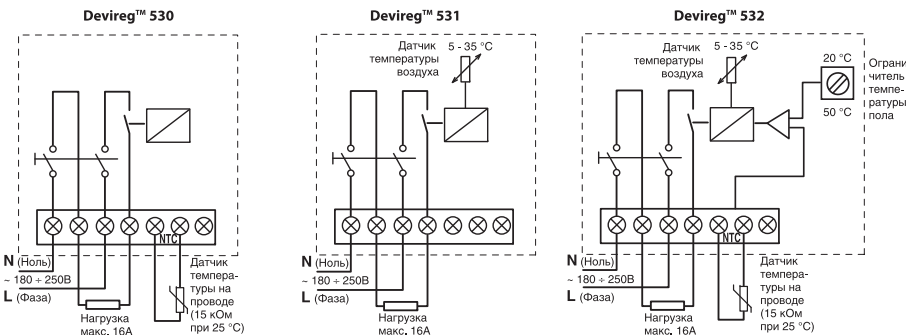 Devireg™ 530
NTC
N (Ноль)
~ 180 ÷ 250В
L (Фаза)
Нагрузка
макс. 16А
Датчик
темпера-
туры на
проводе
(15 кОм
при 25 °C)
Devireg™ 531
Датчик
температуры
воздуха
5 - 35 °C
N (Ноль)
~ 180 ÷ 250В
L (Фаза)
Нагрузка
макс. 16А
Devireg™ 532
Датчик
температуры
воздуха
5 - 35 °C
20 °C
50 °C
Ограни
читель
темпе-
ратуры
пола
NTC
N (Ноль)
~ 180 ÷ 250В
L (Фаза)
Нагрузка
макс. 16А
Датчик
темпера-
туры на
проводе
(15 кОм
при 25 °C)